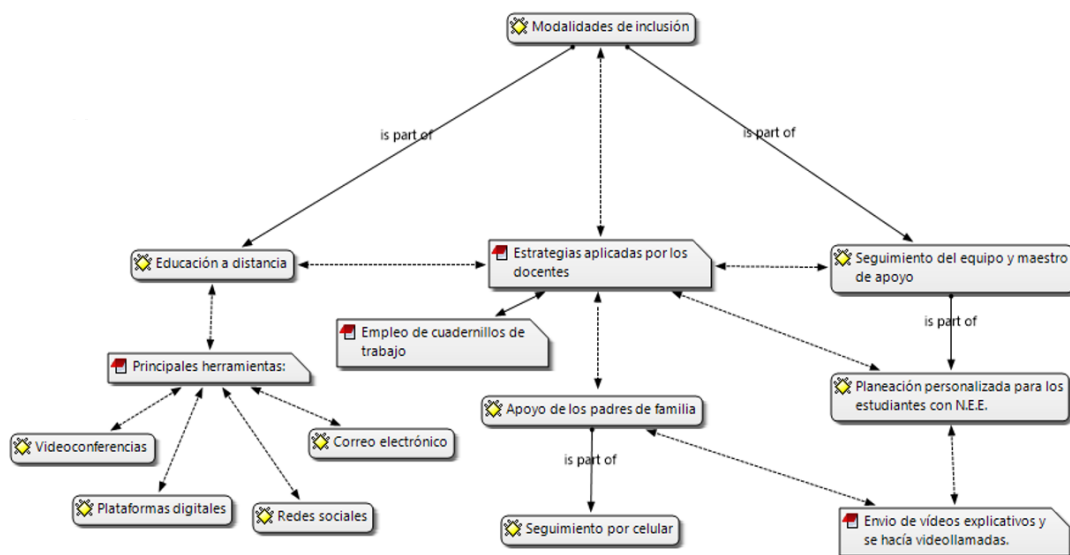 Modalidades de inclusión
is part of
is part of
Educación a distancia
Estrategias aplicadas por los
docentes
Seguimiento del equipo y maestro
de apoyo
is part of
Empleo de cuadernillos de
trabajo
Principales herramientas:
Planeación personalizada para los
estudiantes con N.E.E.
Apoyo de los padres de familia
Videoconferencias
Correo electrónico
is part of
Plataformas digitales
Redes sociales
Seguimiento por celular
Envio de vídeos explicativos y
se hacía videollamadas.